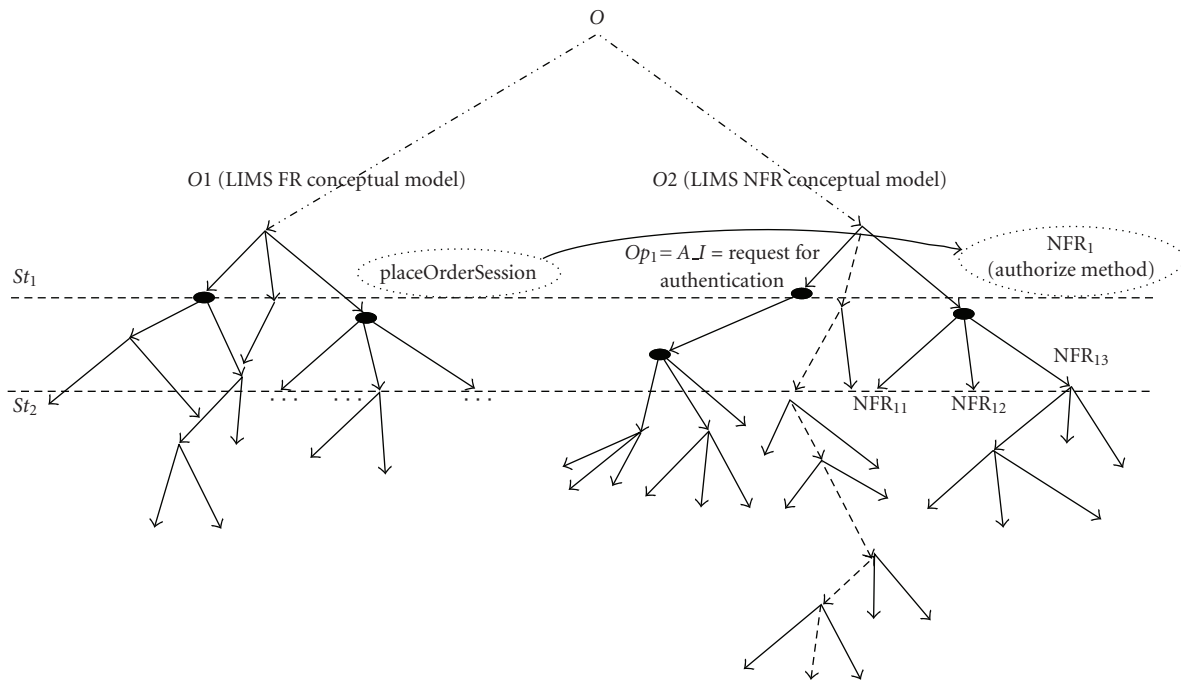 O
O1 (LIMS FR conceptual model)
O2 (LIMS NFR conceptual model)
St₁
placeOrderSession
Op₁ = A_I = request for
authentication
NFR₁
(authorize method)
NFR₁₃
St₂
. . .
. . .
. . .
NFR₁₁
NFR₁₂